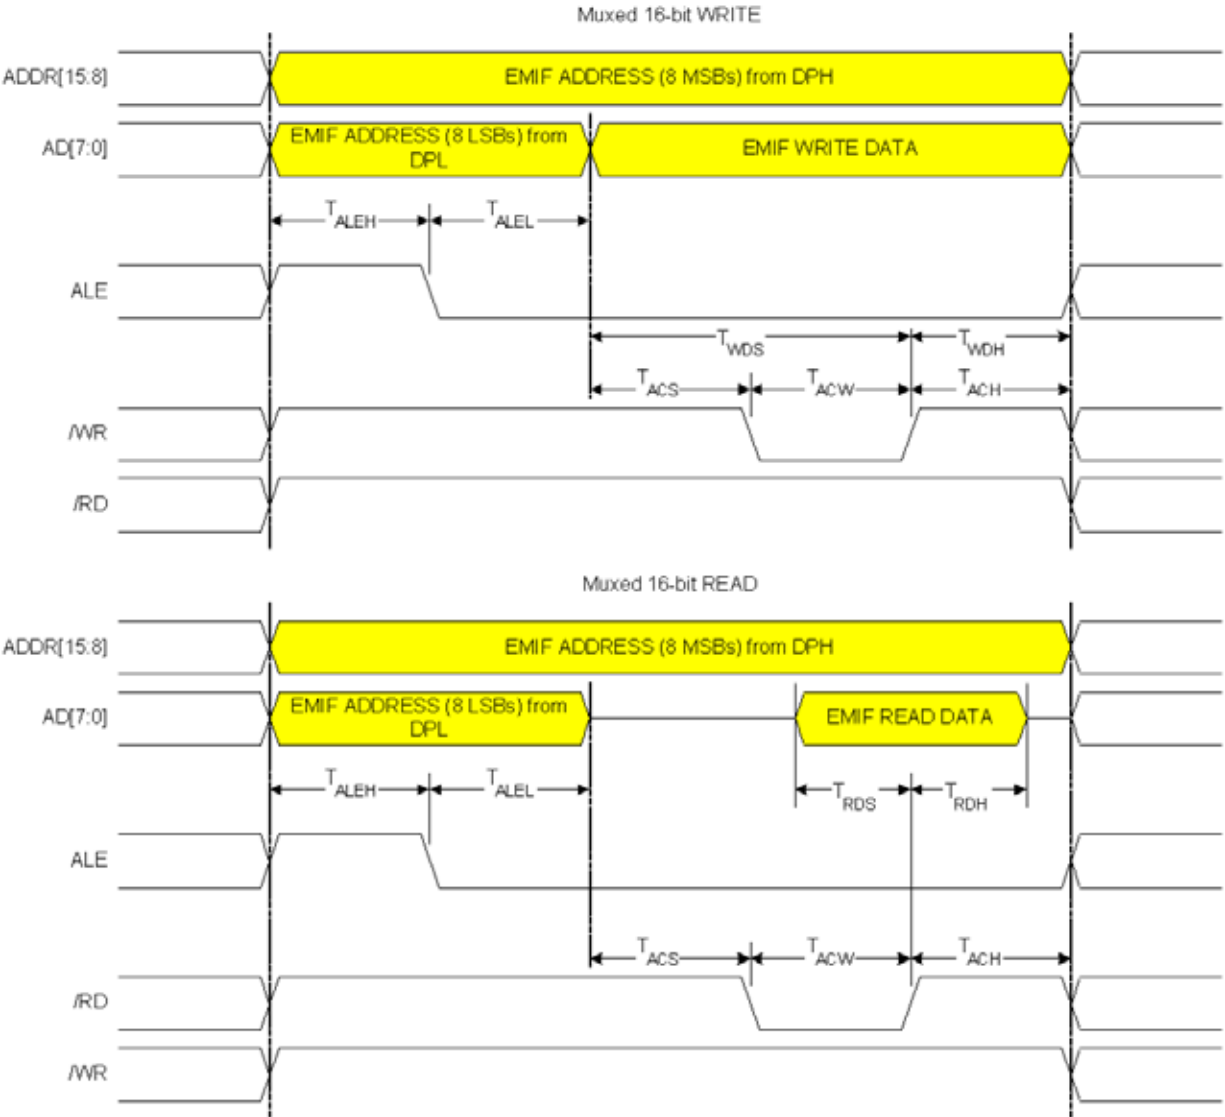 Muxed 16-bit WRITE
ADDR[15:8]
EMIF ADDRESS (8 MSBs) from DPH
AD[7:0]
EMIF ADDRESS (8 LSBs) from
DPL
EMIF WRITE DATA
TALEH
TALEL
ALE
TWDS
TWDH
TACS
TACW
TACH
/WR
/RD
Muxed 16-bit READ
ADDR[15:8]
EMIF ADDRESS (8 MSBs) from DPH
AD[7:0]
EMIF ADDRESS (8 LSBs) from
DPL
EMIF READ DATA
TALEH
TALEL
TRDS
TRDH
ALE
TACS
TACW
TACH
/RD
/WR